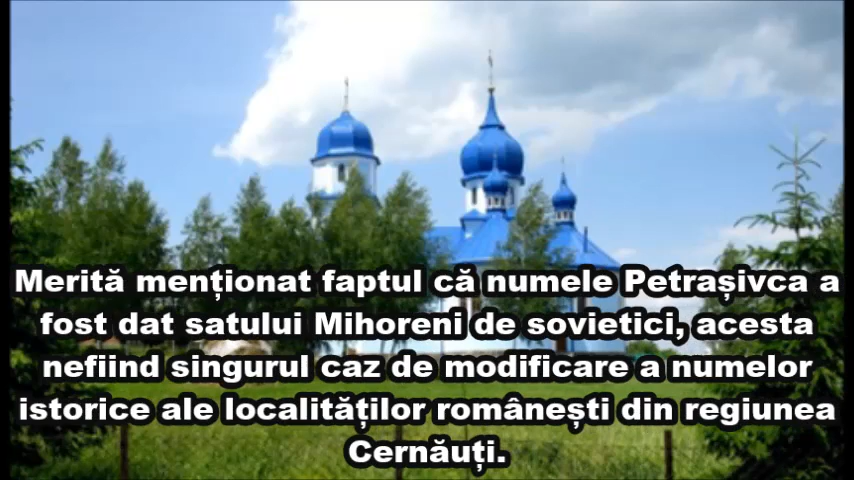 Merită menționat faptul că numele Petrașivca a
fost dat satului Mihoreni de sovietici, acesta
nefiind singurul caz de modificare a numelor
istorice ale localităților românești din regiunea
Cernăuți.